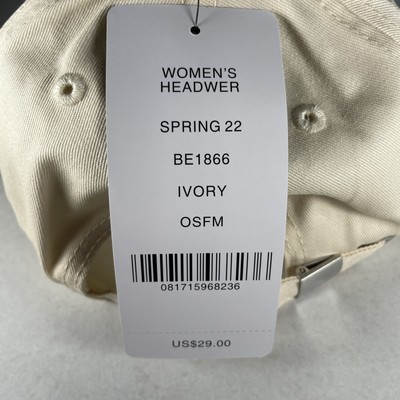 WOMEN'S
HEADWER
SPRING 22
BE1866
IVORY
OSFM
081715968236
US$29.00